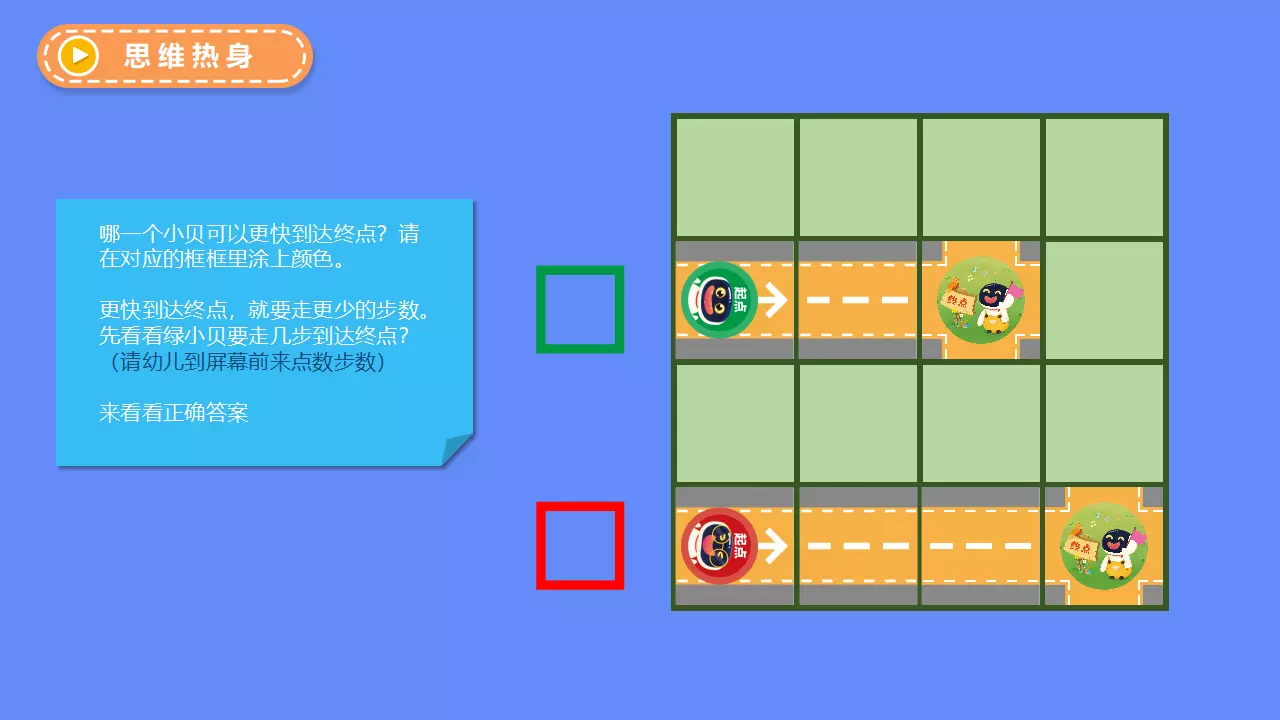 思维热身
哪一个小贝可以更快到达终点？请
在对应的框框里涂上颜色。
更快到达终点，就要走更少的步数。
先看看绿小贝要走几步到达终点？
（请幼儿到屏幕前来点数步数）
来看看正确答案
起点
终点
起点
终点